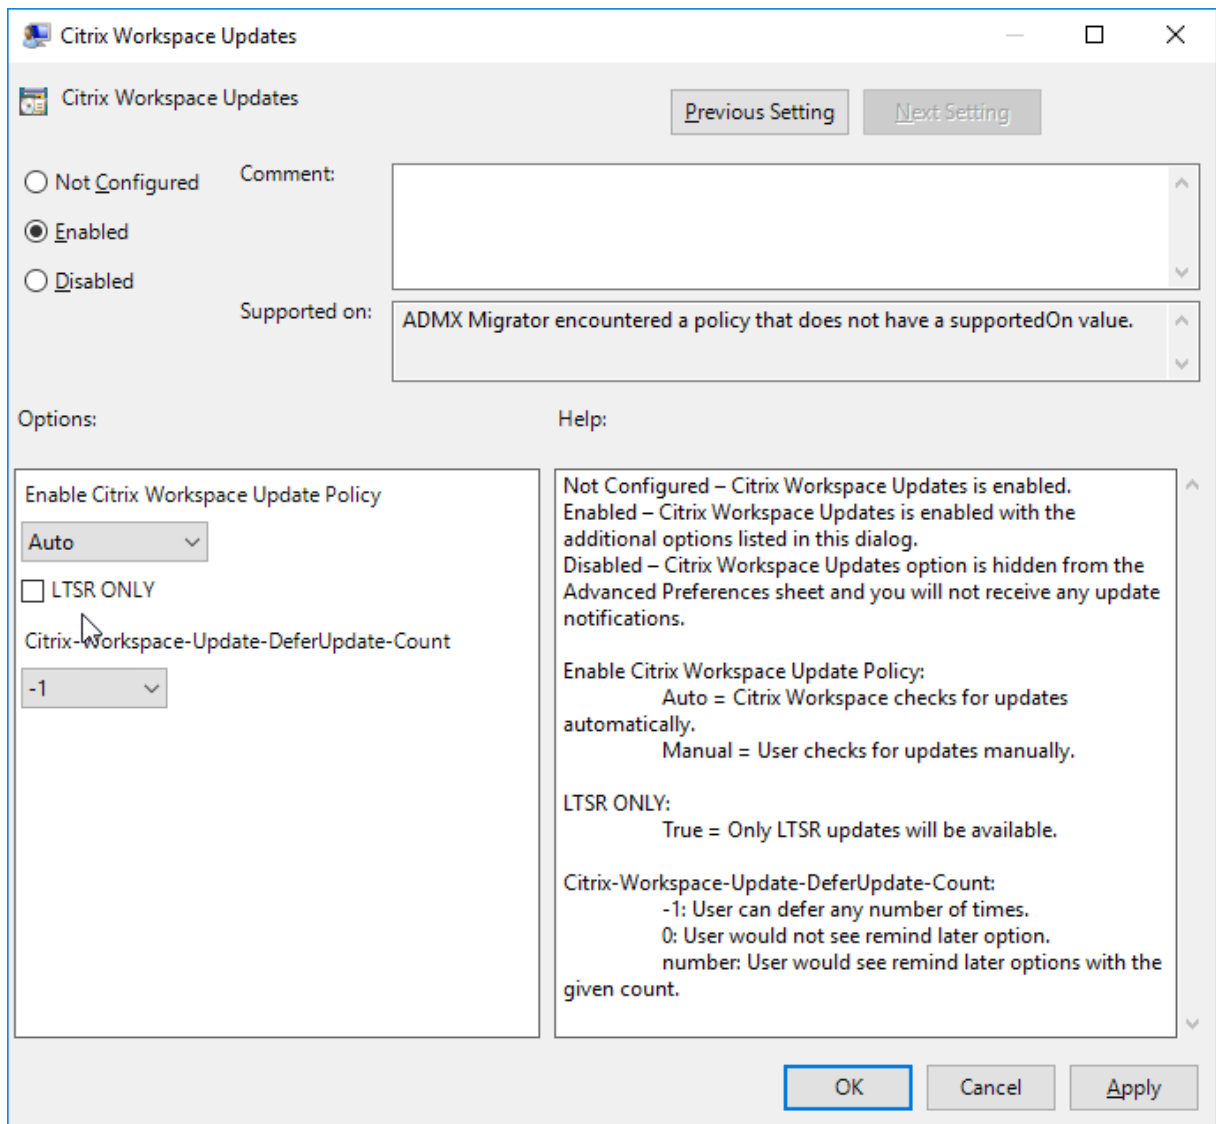 Citrix Workspace Updates
Citrix Workspace Updates
Previous Setting
Next Setting
Not Configured
Comment:
Enabled
Disabled
Supported on:
ADMX Migrator encountered a policy that does not have a supportedOn value.
Options:
Help:
Enable Citrix Workspace Update Policy
Auto
LTSR ONLY
Citrix-Workspace-Update-DeferUpdate-Count
-1
Not Configured – Citrix Workspace Updates is enabled.
Enabled – Citrix Workspace Updates is enabled with the
additional options listed in this dialog.
Disabled – Citrix Workspace Updates option is hidden from the
Advanced Preferences sheet and you will not receive any update
notifications.
Enable Citrix Workspace Update Policy:
Auto = Citrix Workspace checks for updates
automatically.
Manual = User checks for updates manually.
LTSR ONLY:
True = Only LTSR updates will be available.
Citrix-Workspace-Update-DeferUpdate-Count:
-1: User can defer any number of times.
0: User would not see remind later option.
number: User would see remind later options with the
given count.
OK
Cancel
Apply